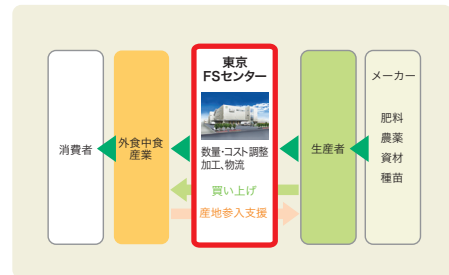 消費者
外食中食
産業
東京
FSセンター
数量・コスト調整
加工、物流
買い上げ
産地参入支援
生産者
メーカー
肥料
農薬
資材
種苗